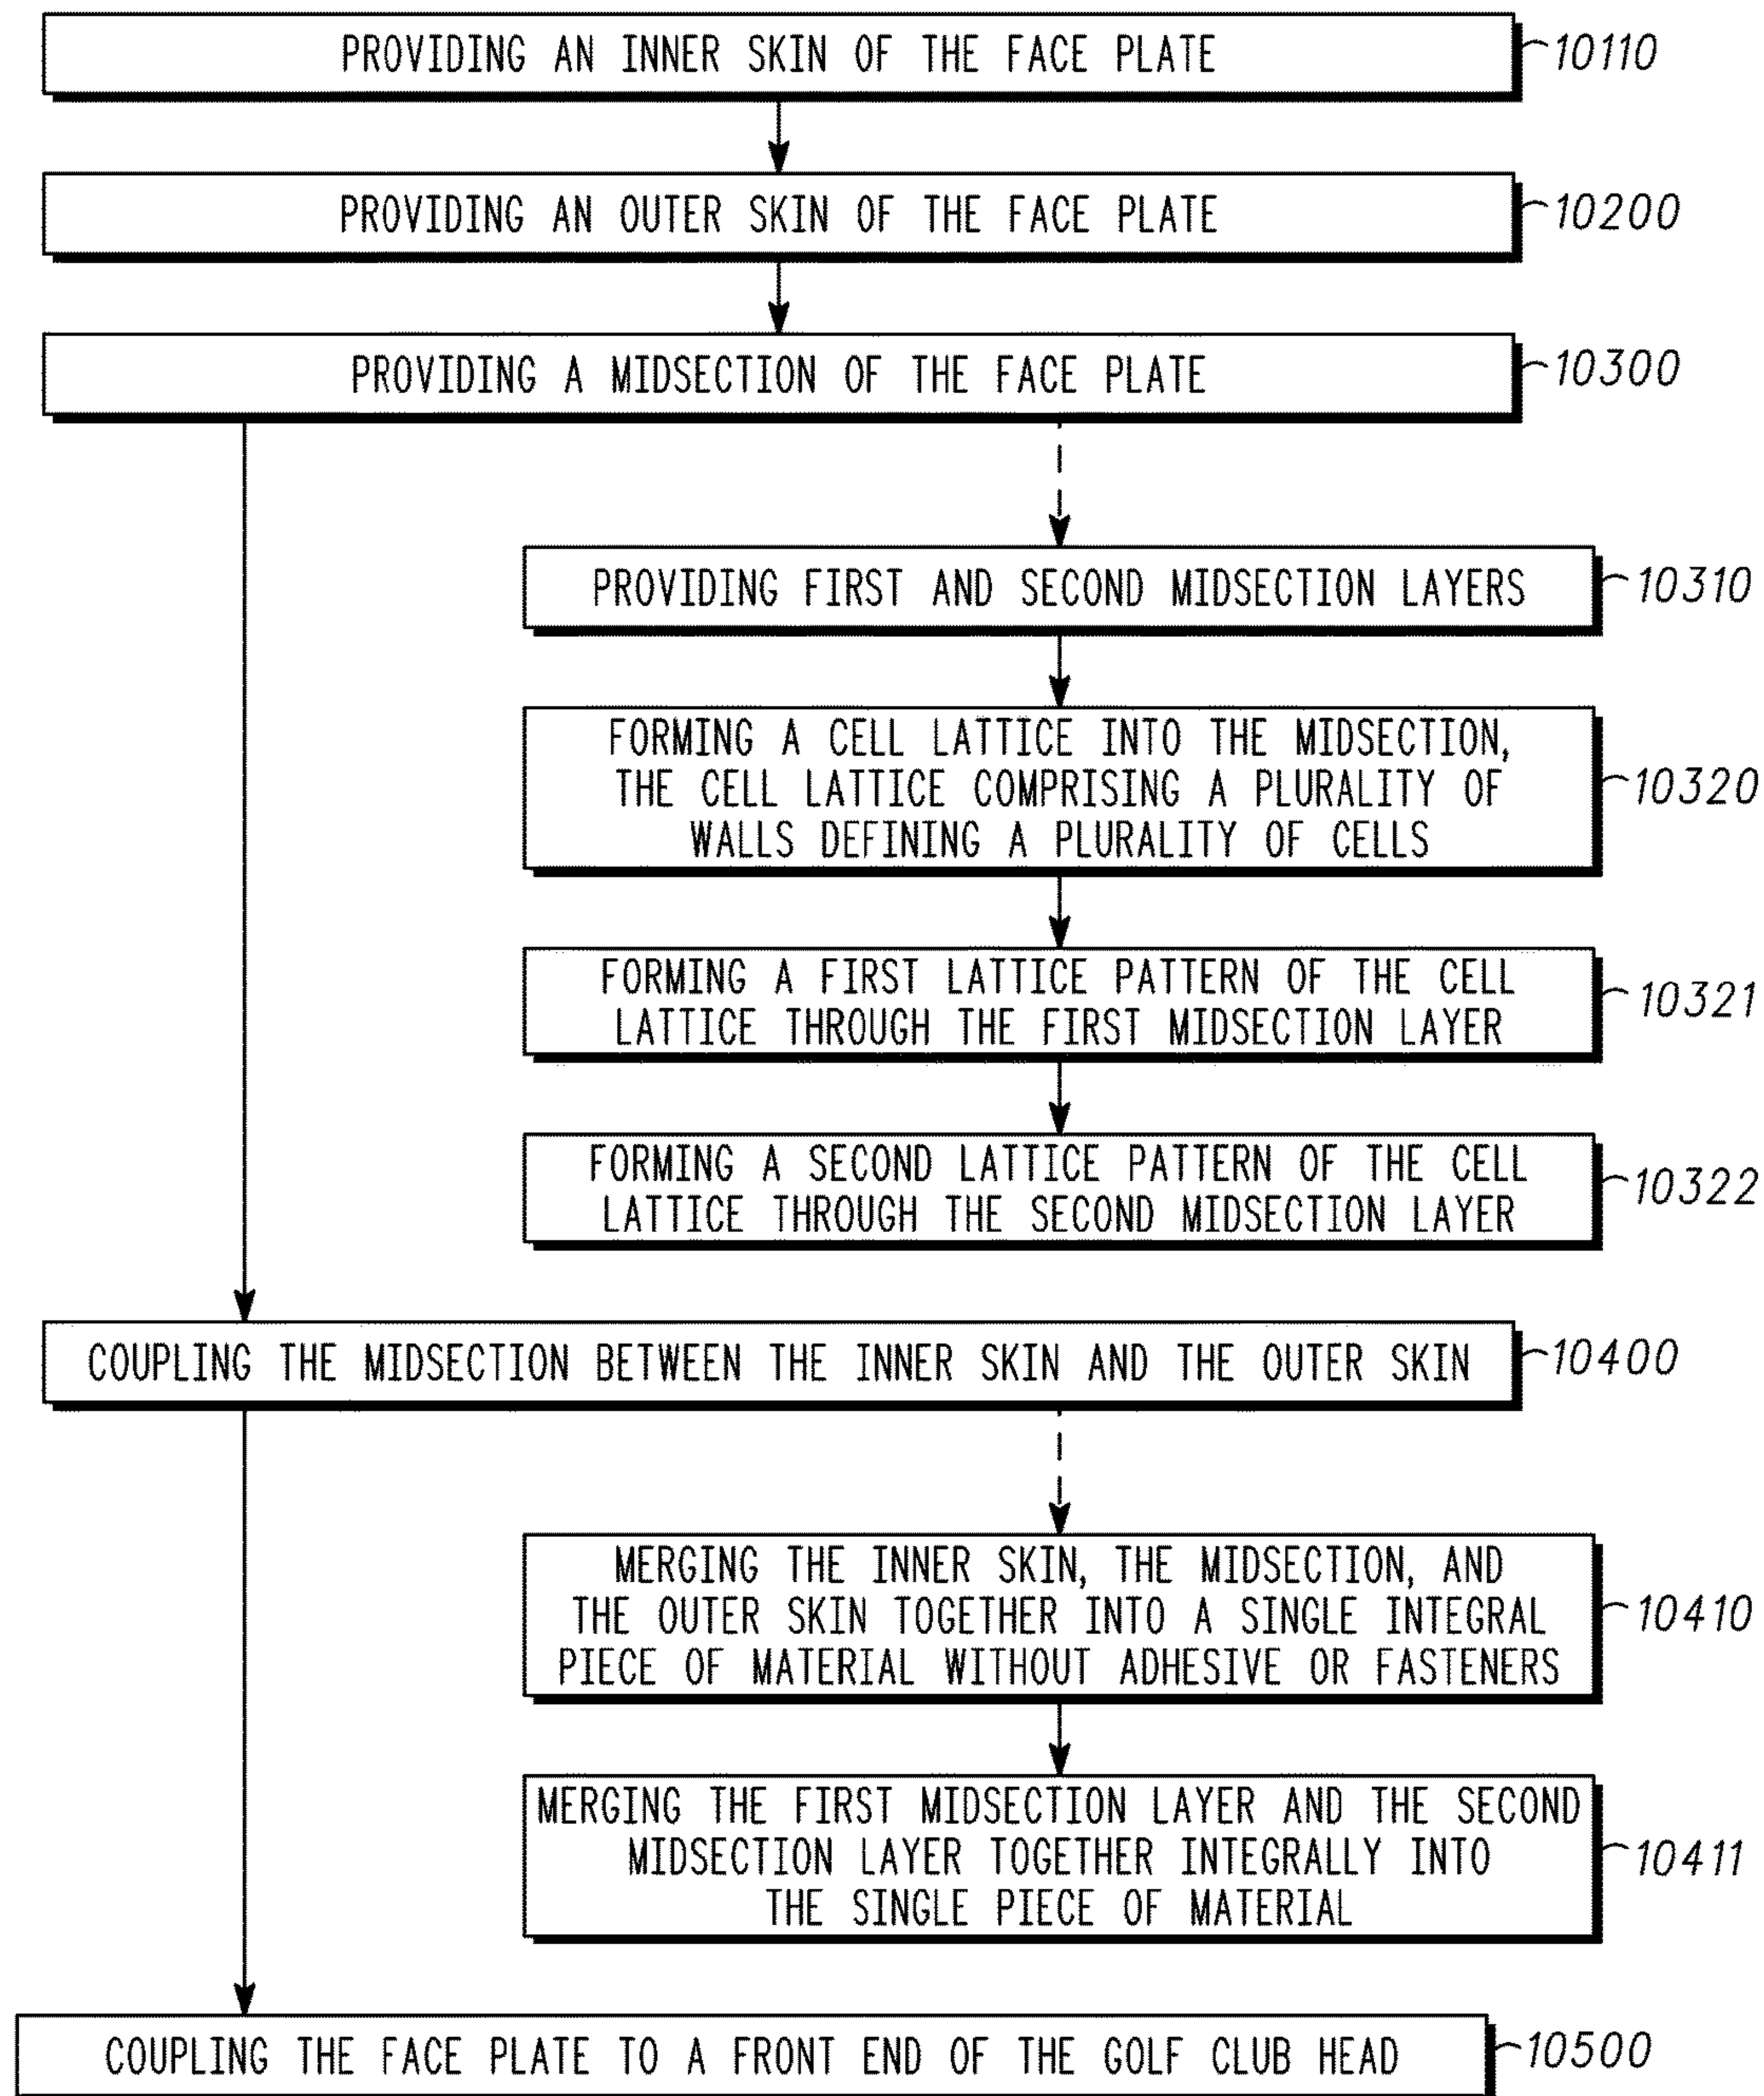 PROVIDING AN INNER SKIN OF THE FACE PLATE
10110
PROVIDING AN OUTER SKIN OF THE FACE PLATE
10200
PROVIDING A MIDSECTION OF THE FACE PLATE
10300
PROVIDING FIRST AND SECOND MIDSECTION LAYERS
10310
FORMING A CELL LATTICE INTO THE MIDSECTION,
THE CELL LATTICE COMPRISING A PLURALITY OF
WALLS DEFINING A PLURALITY OF CELLS
10320
FORMING A FIRST LATTICE PATTERN OF THE CELL
LATTICE THROUGH THE FIRST MIDSECTION LAYER
10321
FORMING A SECOND LATTICE PATTERN OF THE CELL
LATTICE THROUGH THE SECOND MIDSECTION LAYER
10322
COUPLING THE MIDSECTION BETWEEN THE INNER SKIN AND THE OUTER SKIN
10400
MERGING THE INNER SKIN, THE MIDSECTION, AND
THE OUTER SKIN TOGETHER INTO A SINGLE INTEGRAL
PIECE OF MATERIAL WITHOUT ADHESIVE OR FASTENERS
10410
MERGING THE FIRST MIDSECTION LAYER AND THE SECOND
MIDSECTION LAYER TOGETHER INTEGRALLY INTO
THE SINGLE PIECE OF MATERIAL
10411
COUPLING THE FACE PLATE TO A FRONT END OF THE GOLF CLUB HEAD
10500